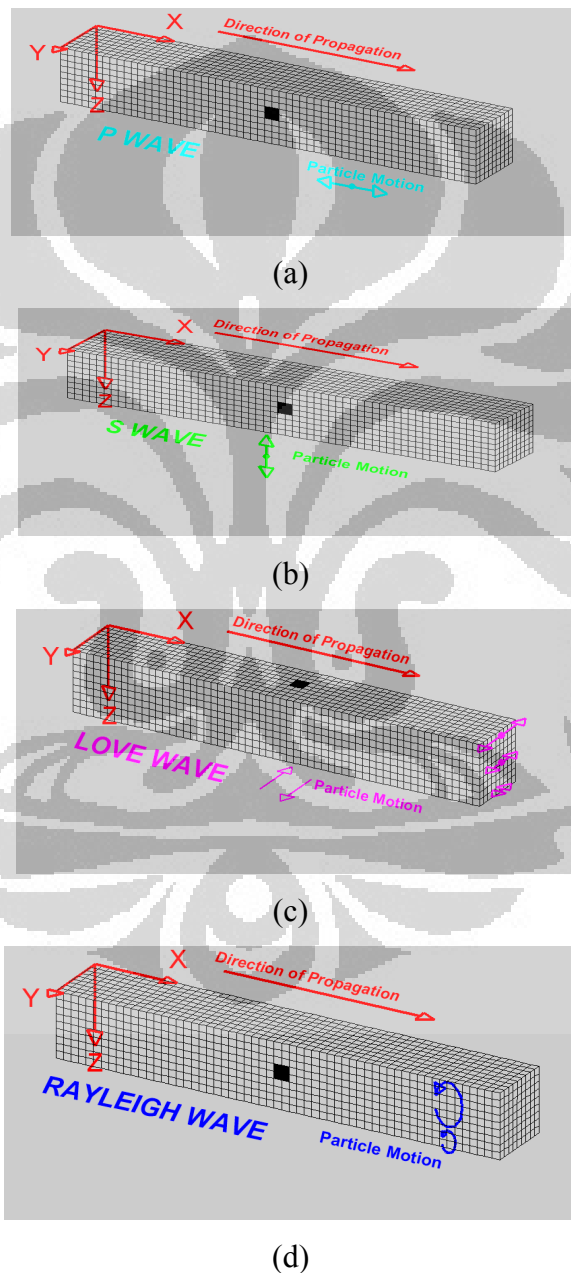 X
Direction of Propagation
Y
Z
P WAVE
Particle Motion
(a)
X
Direction of Propagation
Y
Z
S WAVE
Particle Motion
(b)
X
Direction of Propagation
Y
Z
LOVE WAVE
Particle Motion
(c)
X
Direction of Propagation
Y
Z
RAYLEIGH WAVE
Particle Motion
(d)